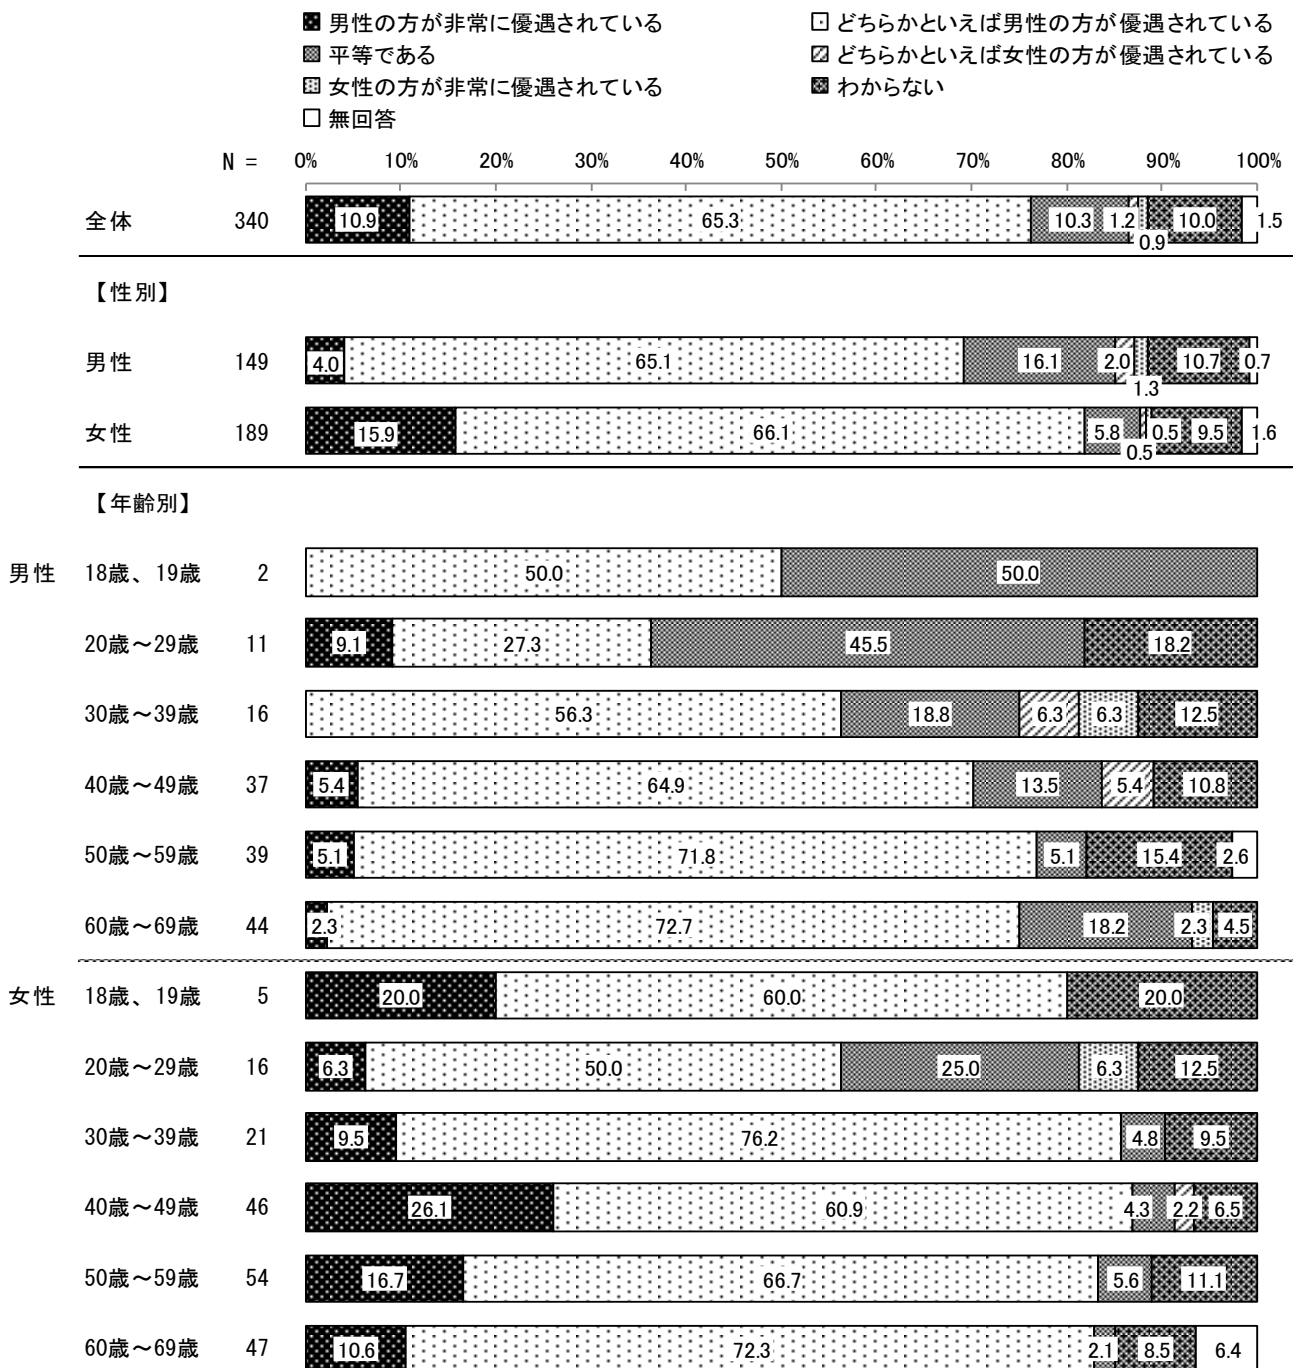 男性の方が非常に優遇されている どちらかといえば男性の方が優遇されている
平等である どちらかといえば女性の方が優遇されている
女性の方が非常に優遇されている わからない
無回答
N = 0% 10% 20% 30% 40% 50% 60% 70% 80% 90% 100%
全体 340 10.9 65.3 10.3 1.2 0.9 10.0 1.5
【性別】
男性 149 4.0 65.1 16.1 2.0 1.3 10.7 0.7
女性 189 15.9 66.1 5.8 0.5 0.5 9.5 1.6
【年齢別】
男性 18歳、19歳 2 50.0 50.0
20歳～29歳 11 9.1 27.3 45.5 18.2
30歳～39歳 16 56.3 18.8 6.3 6.3 12.5
40歳～49歳 37 5.4 64.9 13.5 5.4 10.8
50歳～59歳 39 5.1 71.8 5.1 15.4 2.6
60歳～69歳 44 2.3 72.7 18.2 2.3 4.5
女性 18歳、19歳 5 20.0 60.0 20.0
20歳～29歳 16 6.3 50.0 25.0 6.3 12.5
30歳～39歳 21 9.5 76.2 4.8 9.5
40歳～49歳 46 26.1 60.9 4.3 2.2 6.5
50歳～59歳 54 16.7 66.7 5.6 11.1
60歳～69歳 47 10.6 72.3 2.1 8.5 6.4